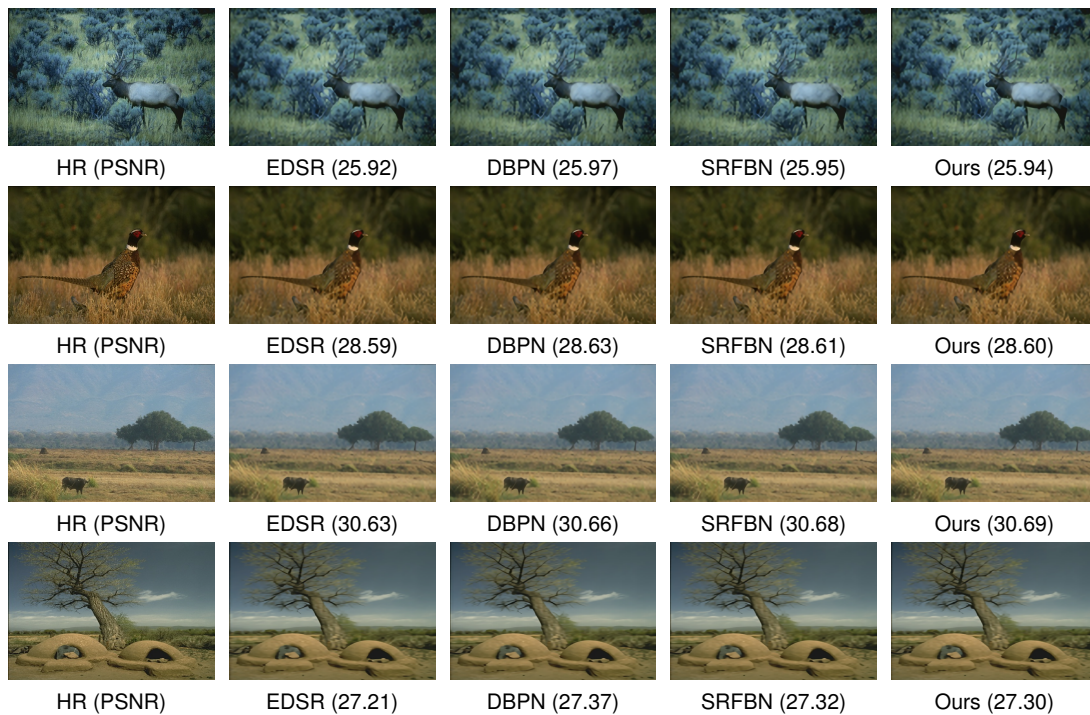 HR (PSNR) EDSR (25.92) DBPN (25.97) SRFBN (25.95) Ours (25.94)
HR (PSNR) EDSR (28.59) DBPN (28.63) SRFBN (28.61) Ours (28.60)
HR (PSNR) EDSR (30.63) DBPN (30.66) SRFBN (30.68) Ours (30.69)
HR (PSNR) EDSR (27.21) DBPN (27.37) SRFBN (27.32) Ours (27.30)